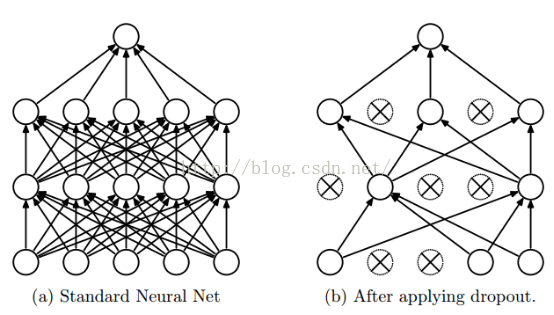 http://blog.csdn.net/
(a) Standard Neural Net
(b) After applying dropout.